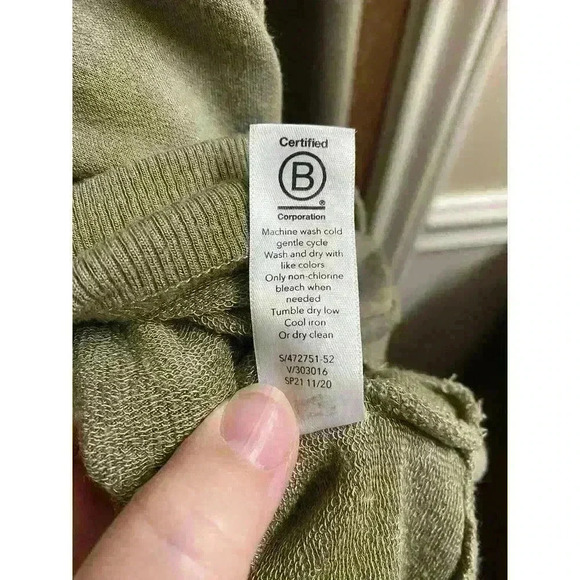 Certified
B
®
Corporation
Machine wash cold
gentle cycle
Wash and dry with
like colors
Only non-chlorine
bleach when
needed
Tumble dry low
Cool iron
Or dry clean
S/472751-52
V/303016
SP21 11/20